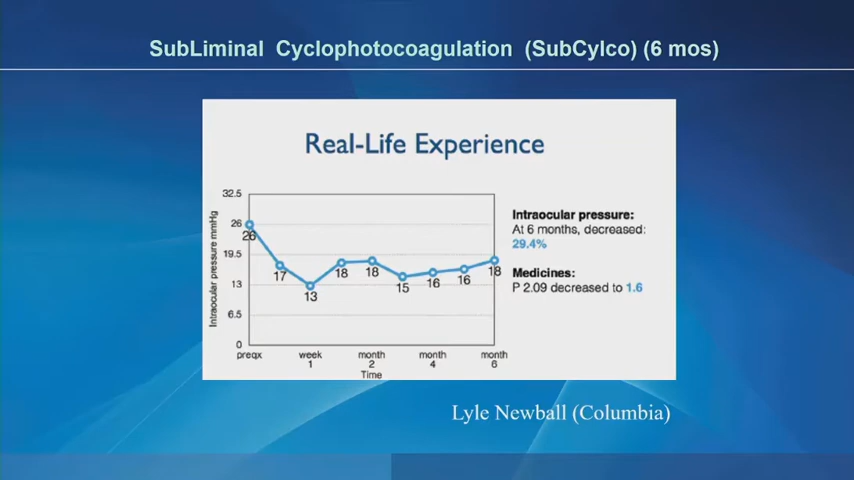 SubLiminal Cyclophotocoagulation (SubCylco) (6 mos)
Real-Life Experience
32.5
26
19.5
13
6.5
0
Intraocular pressure mmHg
26
17
13
18
18
15
16
16
18
preqx
week
1
month
2
month
4
month
6
Time
Intraocular pressure:
At 6 months, decreased:
29.4%
Medicines:
P 2.09 decreased to 1.6
Lyle Newball (Columbia)